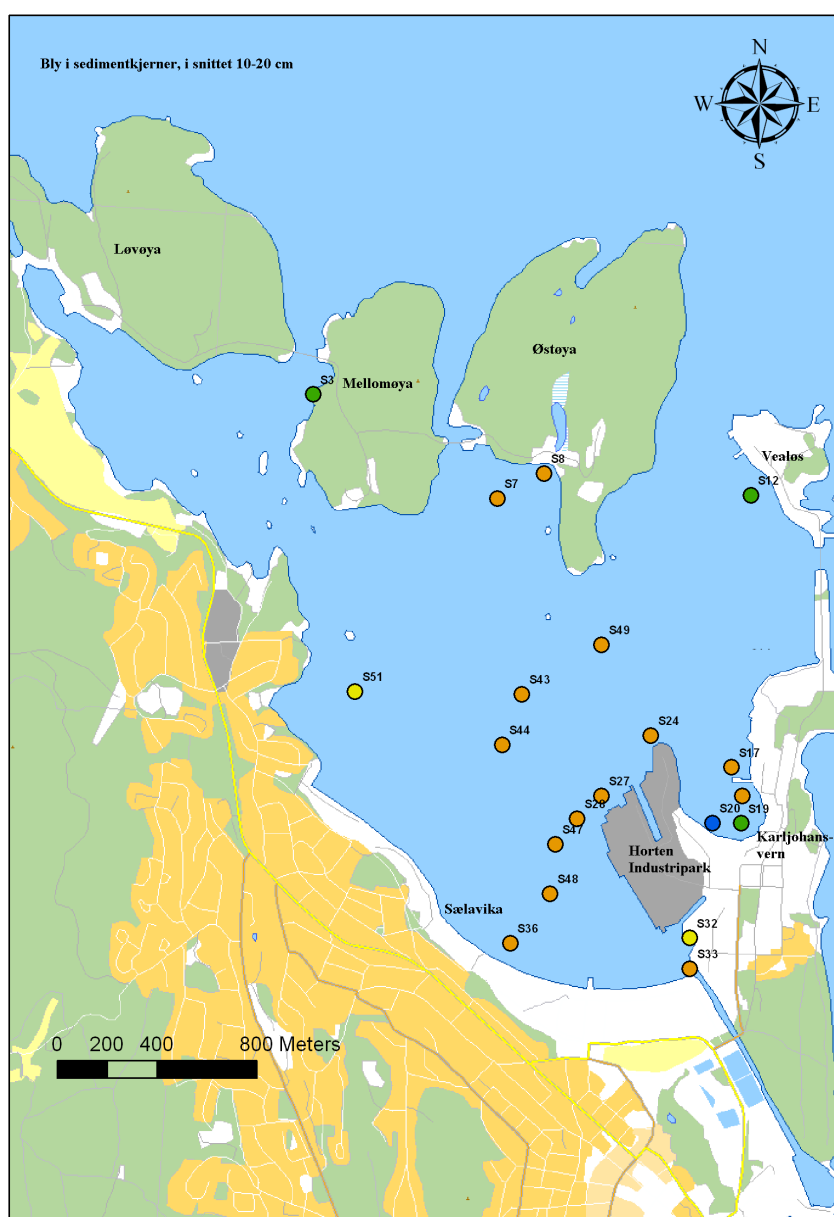 Bly i sedimentkjerner, i snittet 10-20 cm
N
W E
S
Løvøya
Østøya
S3
Mellomøya
Vealøs
S8
S7
S12
S49
S51
S43
S44
S24
S17
S27
S28
S20 S19
S47
Karljohans-
vern
Horten
Industripark
S48
Sælavika
S32
S36
S33
0 200 400 800 Meters